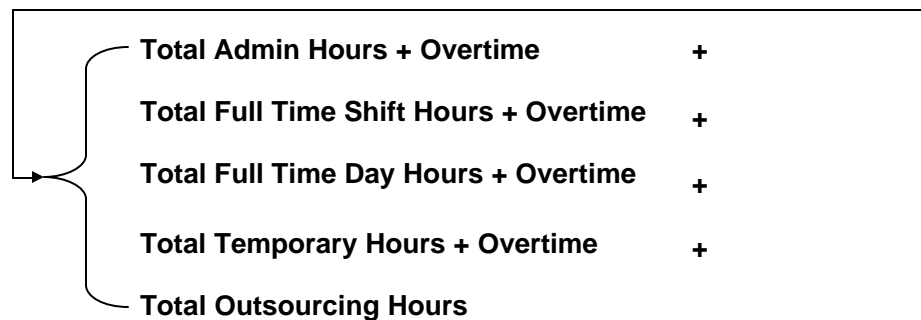 Total Admin Hours + Overtime +
Total Full Time Shift Hours + Overtime +
Total Full Time Day Hours + Overtime +
Total Temporary Hours + Overtime +
Total Outsourcing Hours